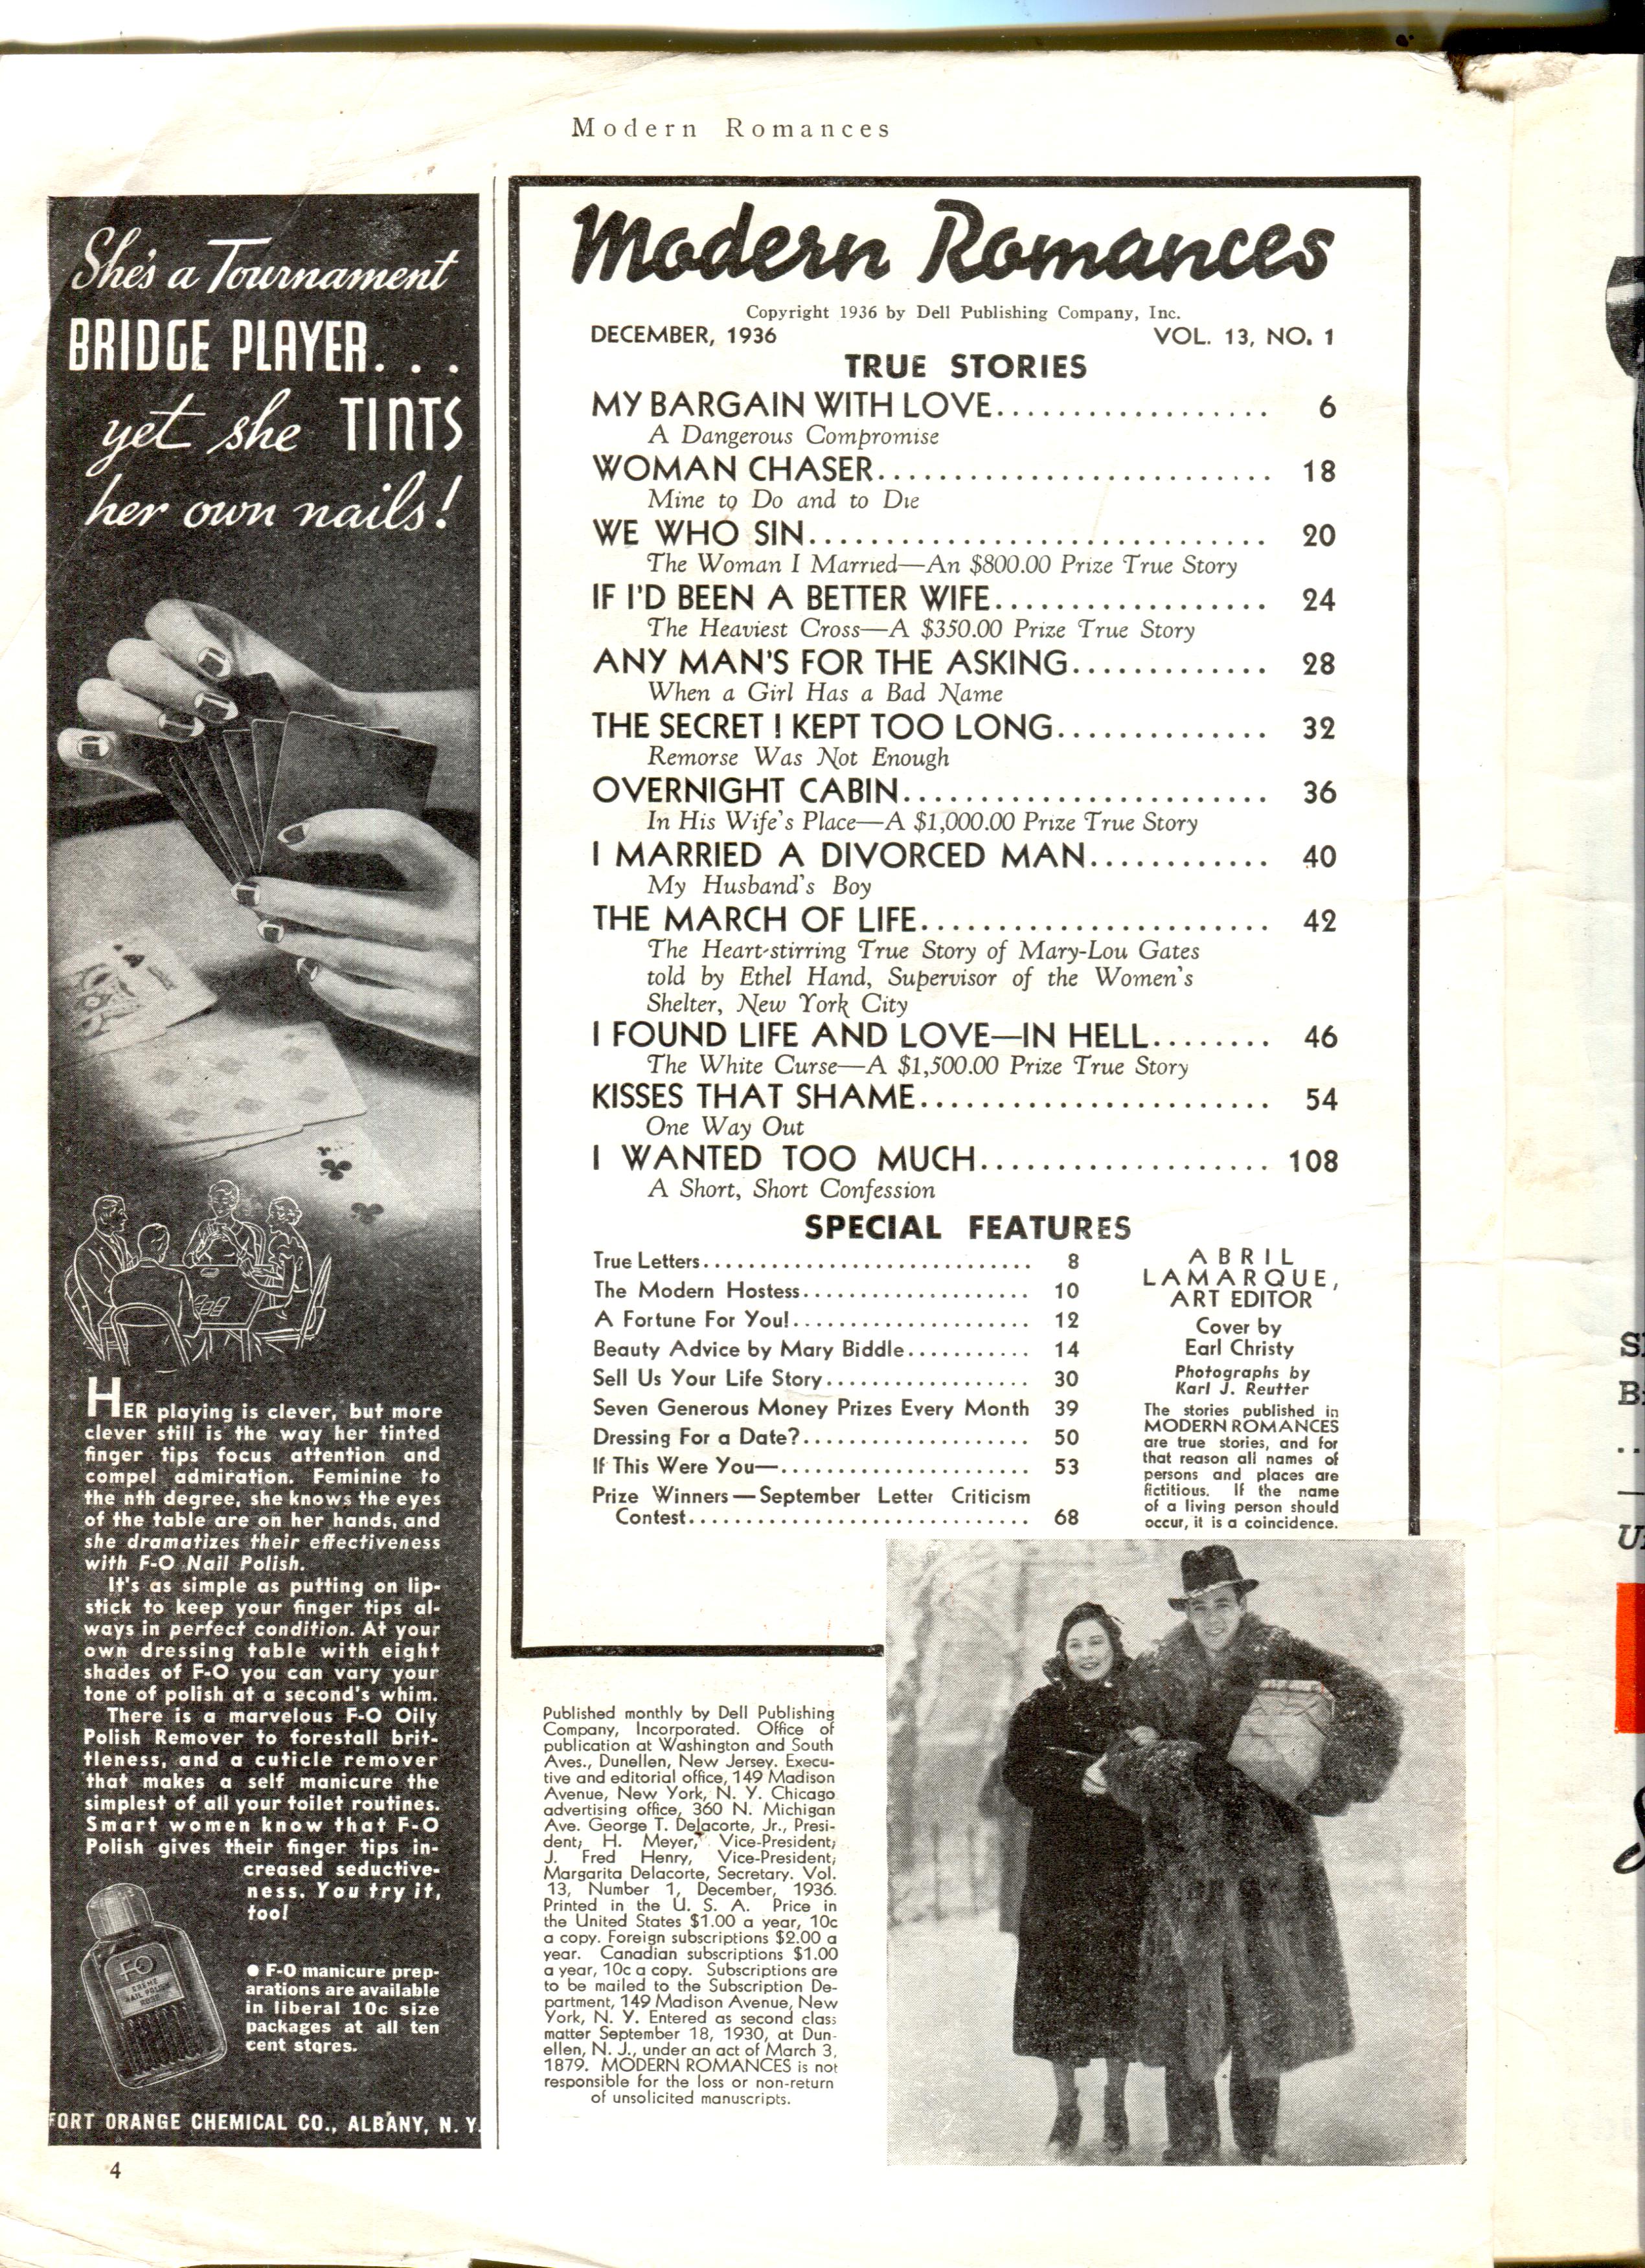 Modern Romances
She's a Tournament
BRIDGE PLAYER. . .
yet she TINTS
her own nails!
HER playing is clever, but more
clever still is the way her tinted
finger tips focus attention and
compel admiration. Feminine to
the nth degree, she knows the eyes
of the table are on her hands, and
she dramatizes their effectiveness
with F-O Nail Polish.
It's as simple as putting on lip-
stick to keep your finger tips al-
ways in perfect condition. At your
own dressing table with eight
shades of F-O you can vary your
tone of polish at a second's whim.
There is a marvelous F-O Oily
Polish Remover to forestall brit-
tleness, and a cuticle remover
that makes a self manicure the
simplest of all your toilet routines.
Smart women know that F-O
Polish gives their finger tips in-
creased seductive-
ness. You try it,
too!
FO
CREME
NAIL POLISH
● F-O manicure prep-
arations are available
in liberal 10c size
packages at all ten
cent stores.
FORT ORANGE CHEMICAL CO., ALBANY, N. Y.
4
Modern Romances
Copyright 1936 by Dell Publishing Company, Inc.
DECEMBER, 1936 VOL. 13, NO. 1
TRUE STORIES
MY BARGAIN WITH LOVE.................. 6
A Dangerous Compromise
WOMAN CHASER.......................... 18
Mine to Do and to Die
WE WHO SIN.............................. 20
The Woman I Married—An $800.00 Prize True Story
IF I'D BEEN A BETTER WIFE.................. 24
The Heaviest Cross—A $350.00 Prize True Story
ANY MAN'S FOR THE ASKING............. 28
When a Girl Has a Bad Name
THE SECRET I KEPT TOO LONG.............. 32
Remorse Was Not Enough
OVERNIGHT CABIN........................ 36
In His Wife's Place—A $1,000.00 Prize True Story
I MARRIED A DIVORCED MAN............ 40
My Husband's Boy
THE MARCH OF LIFE....................... 42
The Heart-stirring True Story of Mary-Lou Gates
told by Ethel Hand, Supervisor of the Women's
Shelter, New York City
I FOUND LIFE AND LOVE—IN HELL........ 46
The White Curse—A $1,500.00 Prize True Story
KISSES THAT SHAME....................... 54
One Way Out
I WANTED TOO MUCH................... 108
A Short, Short Confession
SPECIAL FEATURES
True Letters............................. 8
The Modern Hostess.................... 10
A Fortune For You!..................... 12
Beauty Advice by Mary Biddle........... 14
Sell Us Your Life Story.................. 30
Seven Generous Money Prizes Every Month 39
Dressing For a Date?.................... 50
If This Were You—...................... 53
Prize Winners—September Letter Criticism
Contest.............................. 68
ABRIL
LAMARQUE,
ART EDITOR
Cover by
Earl Christy
Photographs by
Karl J. Reutter
The stories published in
MODERN ROMANCES
are true stories, and for
that reason all names of
persons and places are
fictitious. If the name
of a living person should
occur, it is a coincidence.
Published monthly by Dell Publishing
Company, Incorporated. Office of
publication at Washington and South
Aves., Dunellen, New Jersey. Execu-
tive and editorial office, 149 Madison
Avenue, New York, N. Y. Chicago
advertising office, 360 N. Michigan
Ave. George T. Delacorte, Jr., Presi-
dent; H. Meyer, Vice-President;
J. Fred Henry, Vice-President;
Margarita Delacorte, Secretary. Vol.
13, Number 1, December, 1936.
Printed in the U. S. A. Price in
the United States $1.00 a year, 10c
a copy. Foreign subscriptions $2.00 a
year. Canadian subscriptions $1.00
a year, 10c a copy. Subscriptions are
to be mailed to the Subscription De-
partment, 149 Madison Avenue, New
York, N. Y. Entered as second class
matter September 18, 1930, at Dun-
ellen, N. J., under an act of March 3,
1879. MODERN ROMANCES is not
responsible for the loss or non-return
of unsolicited manuscripts.